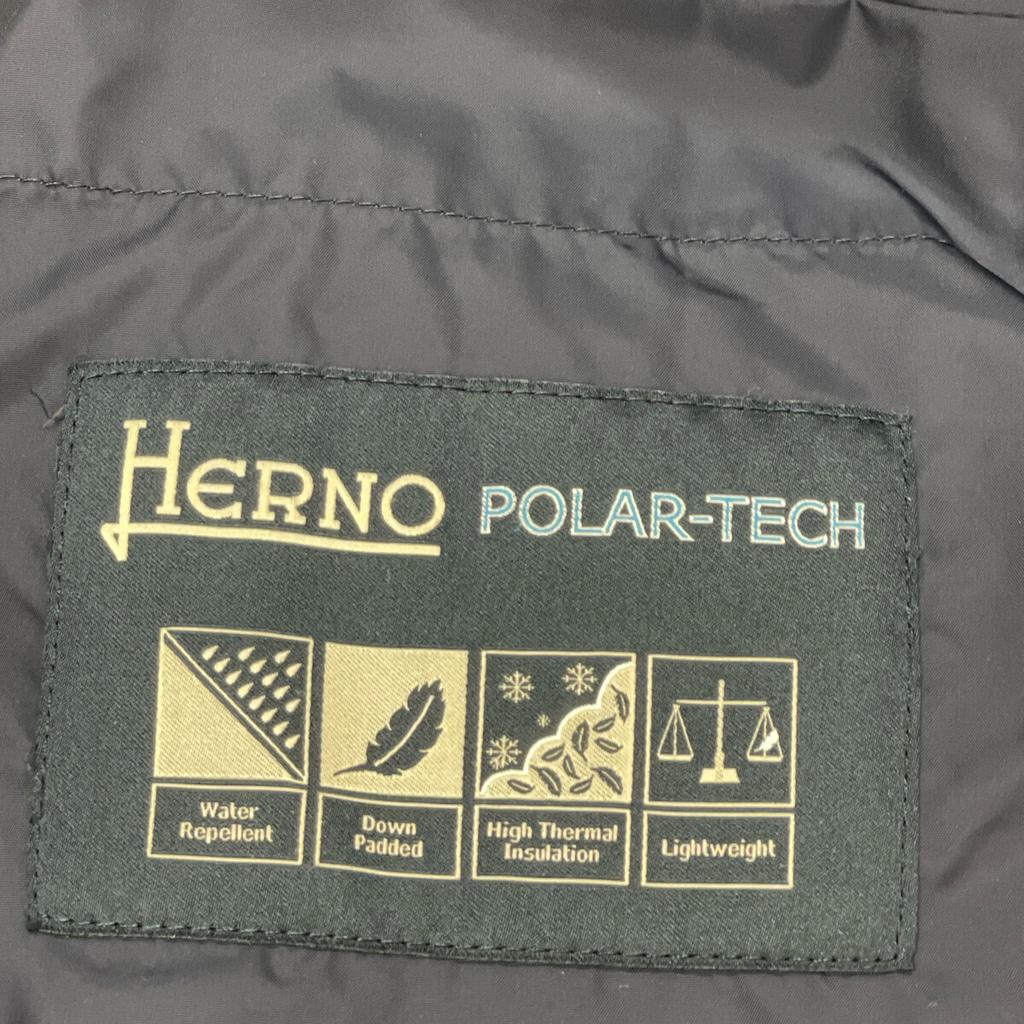 HERNO POLAR-TECH
Water
Repellent
Down
Padded
High Thermal
Insulation
Lightweight